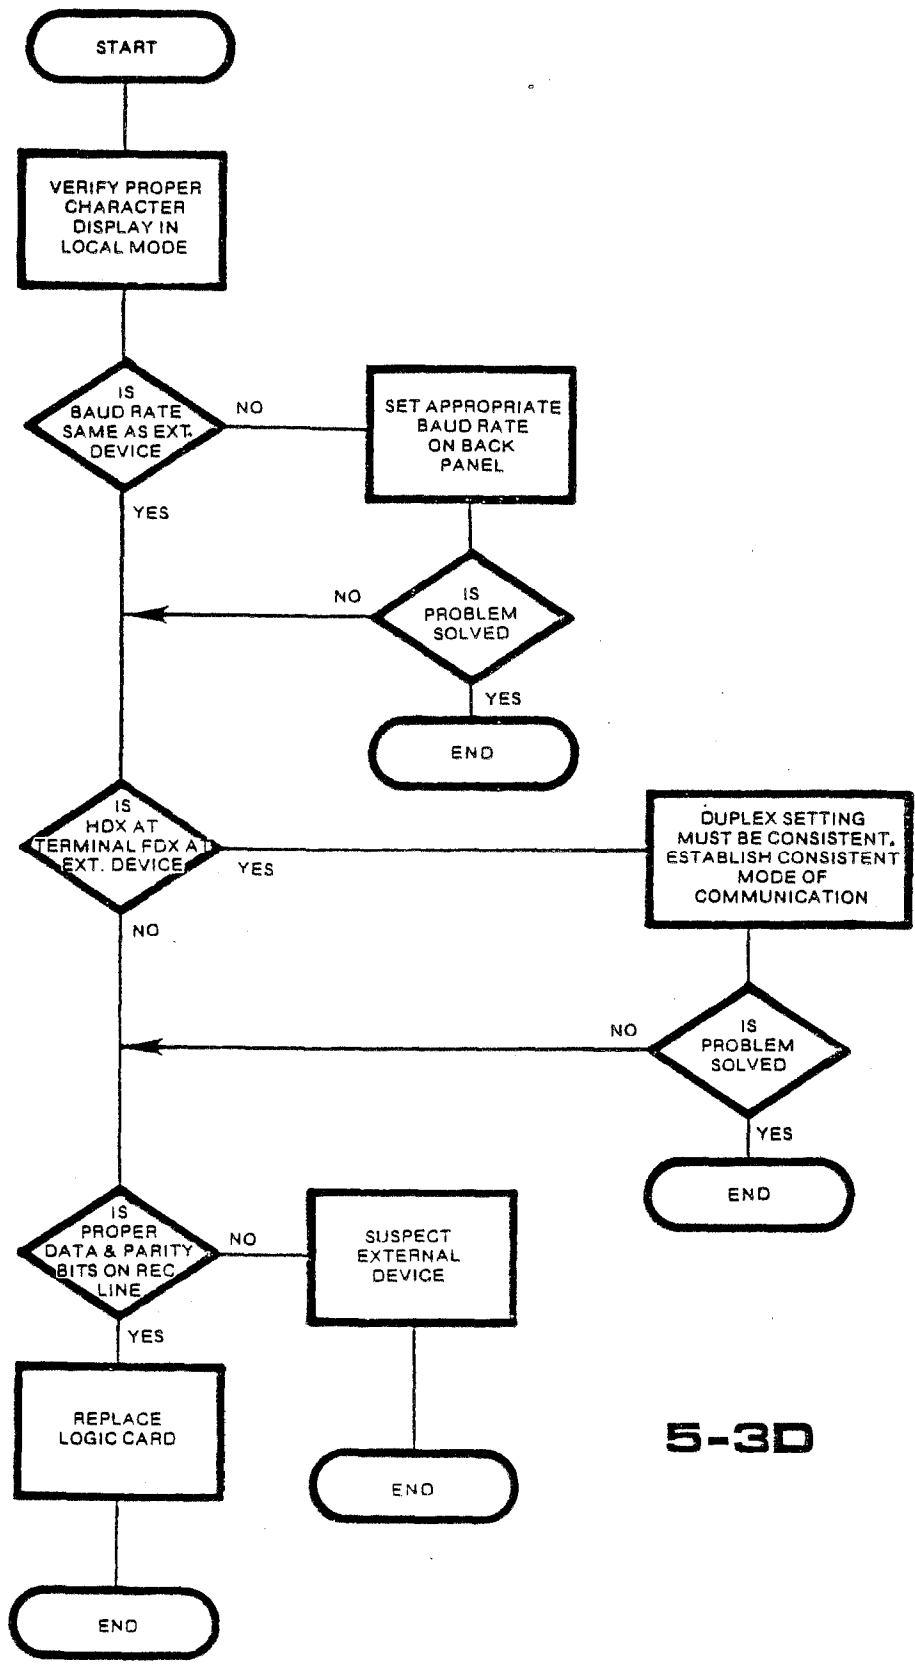 START
VERIFY PROPER
CHARACTER
DISPLAY IN
LOCAL MODE
IS
BAUD RATE
SAME AS EXT.
DEVICE
NO
SET APPROPRIATE
BAUD RATE
ON BACK
PANEL
YES
NO
IS
PROBLEM
SOLVED
YES
END
IS
HDX AT
TERMINAL FDX AT
EXT. DEVICE
YES
DUPLEX SETTING
MUST BE CONSISTENT.
ESTABLISH CONSISTENT
MODE OF
COMMUNICATION
NO
NO
IS
PROBLEM
SOLVED
YES
END
IS
PROPER
DATA & PARITY
BITS ON REC
LINE
NO
SUSPECT
EXTERNAL
DEVICE
YES
REPLACE
LOGIC CARD
5-3D
END
END